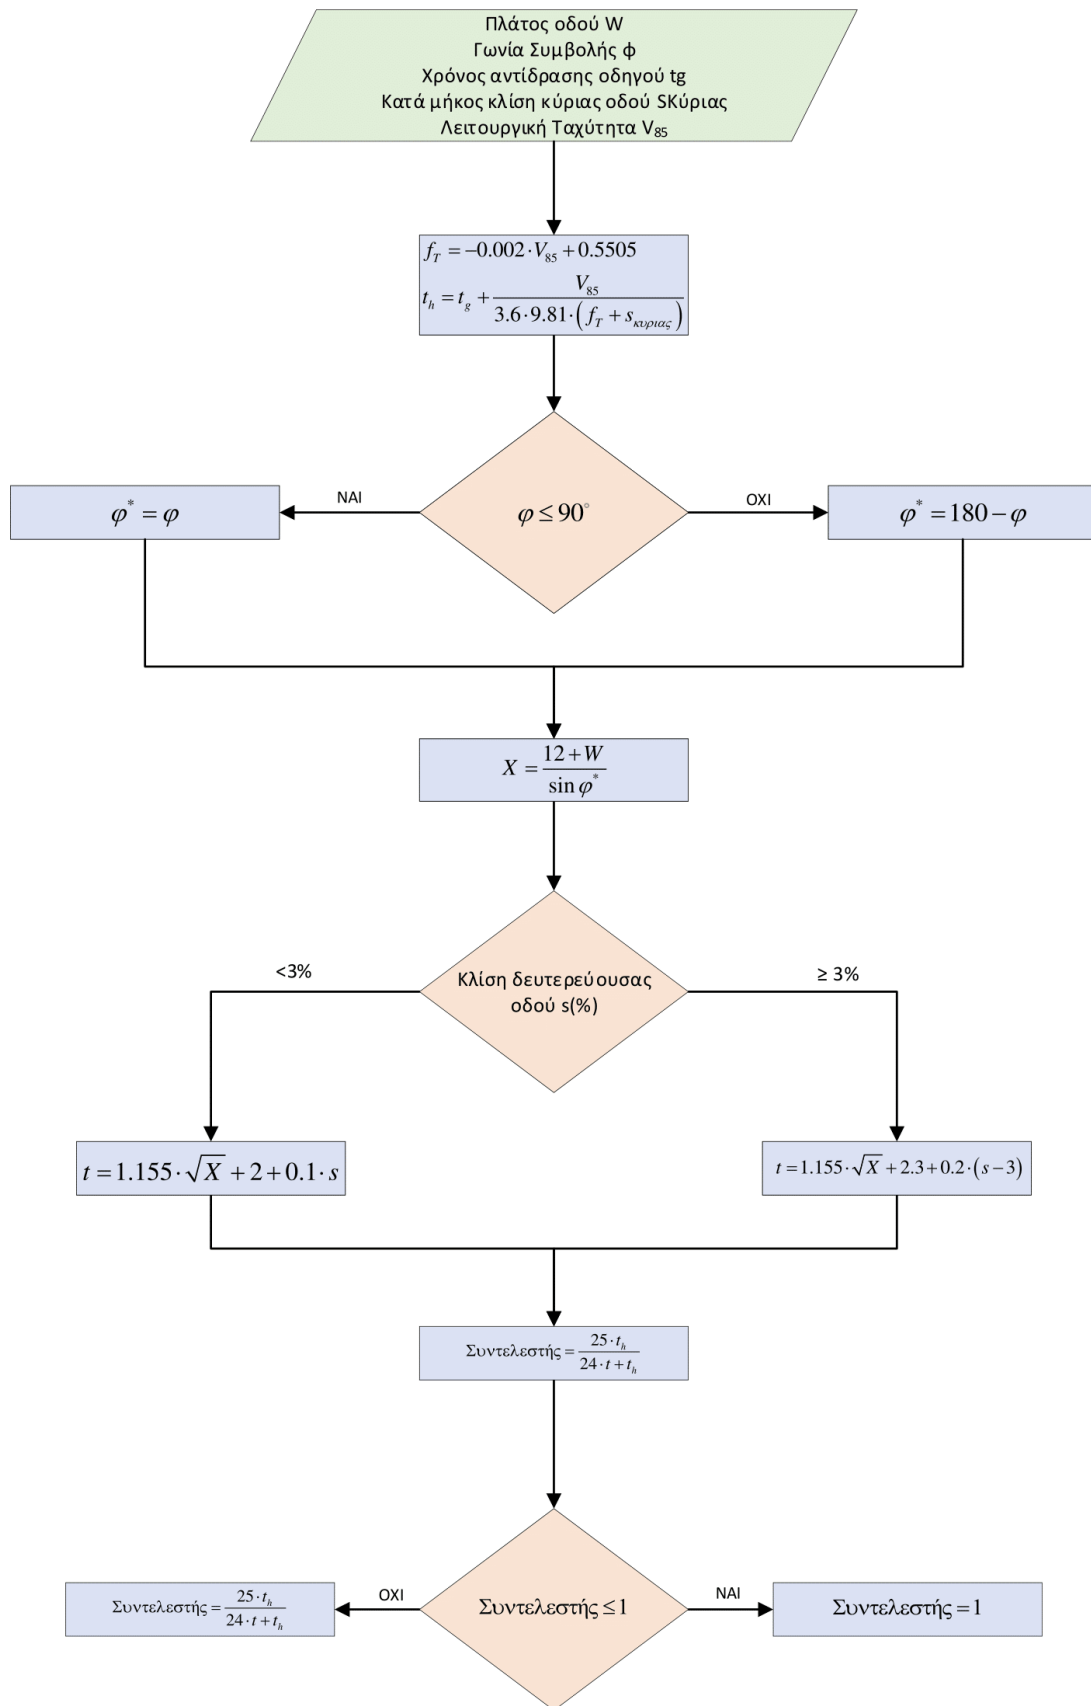 Πλάτος οδού W
Γωνία Συμβολής φ
Χρόνος αντίδρασης οδηγού tg
Κατά μήκος κλίση κύριας οδού SΚύριας
Λειτουργική Ταχύτητα V₈₅
f_T = −0.002·V₈₅ + 0.5505
t_h = t_g + V₈₅ / (3.6·9.81·(f_T + s_κυριας))
ΝΑΙ
φ ≤ 90°
ΟΧΙ
φ* = φ
φ* = 180 − φ
X = (12 + W) / sin φ*
<3%
≥ 3%
Κλίση δευτερεύουσας
οδού s(%)
t = 1.155·√X + 2 + 0.1·s
t = 1.155·√X + 2.3 + 0.2·(s − 3)
Συντελεστής = 25·t_h / (24·t + t_h)
ΟΧΙ
ΝΑΙ
Συντελεστής = 25·t_h / (24·t + t_h)
Συντελεστής ≤ 1
Συντελεστής = 1